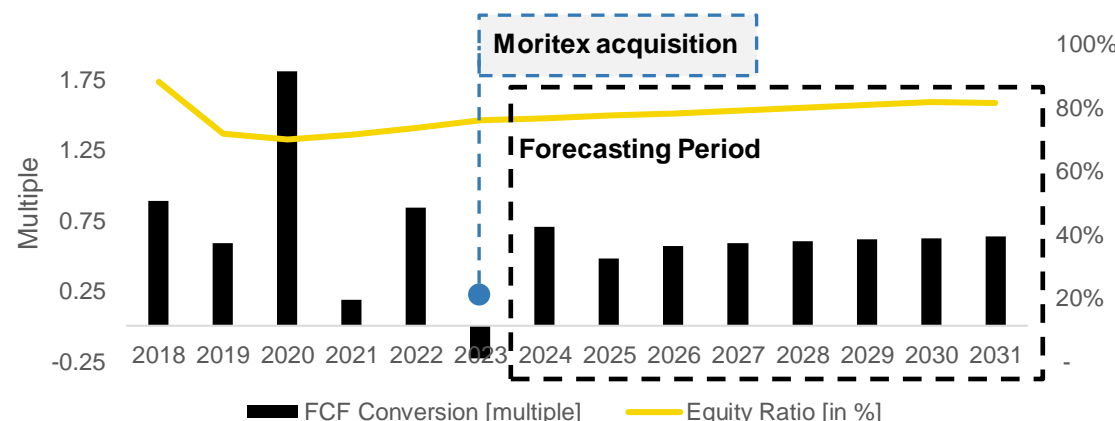 Moritex acquisition
Forecasting Period
Multiple
1.75
1.25
0.75
0.25
-0.25
100%
80%
60%
40%
20%
-
2018 2019 2020 2021 2022 2023 2024 2025 2026 2027 2028 2029 2030 2031
FCF Conversion [multiple] Equity Ratio [in %]